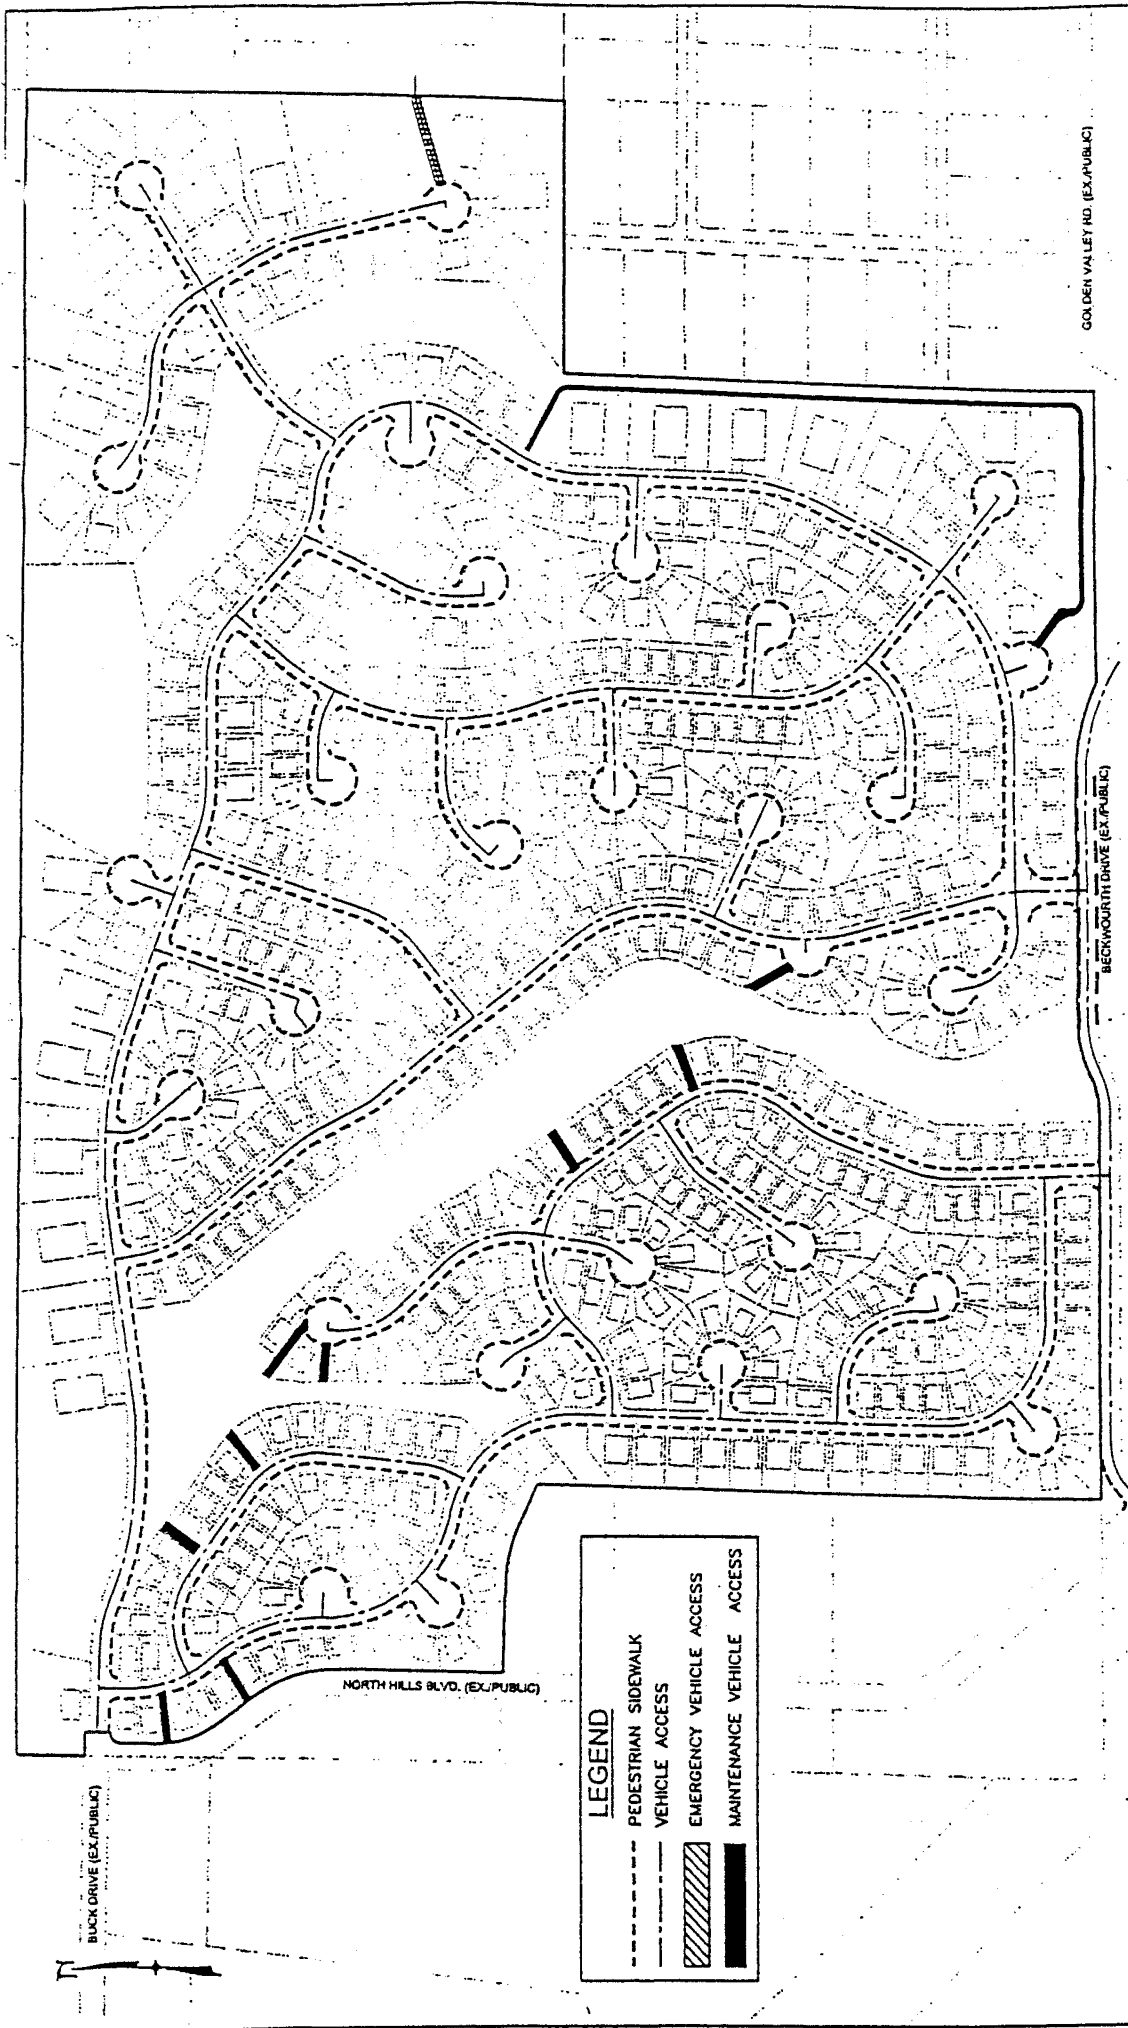 BUCK DRIVE (EX./PUBLIC)
NORTH HILLS BLVD. (EX./PUBLIC)
BECKWOURTH DRIVE (EX./PUBLIC)
GOLDEN VALLEY RD. (EX./PUBLIC)
LEGEND
PEDESTRIAN SIDEWALK
VEHICLE ACCESS
EMERGENCY VEHICLE ACCESS
MAINTENANCE VEHICLE ACCESS